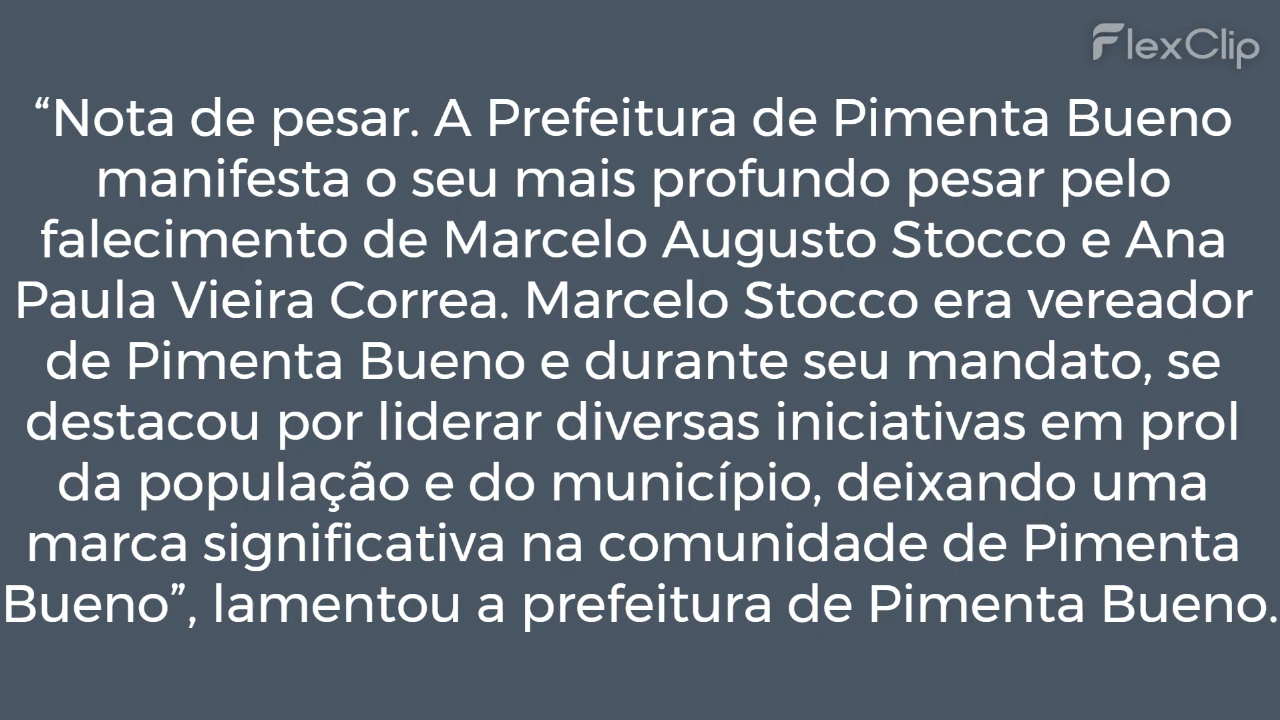 FlexClip
“Nota de pesar. A Prefeitura de Pimenta Bueno
manifesta o seu mais profundo pesar pelo
falecimento de Marcelo Augusto Stocco e Ana
Paula Vieira Correa. Marcelo Stocco era vereador
de Pimenta Bueno e durante seu mandato, se
destacou por liderar diversas iniciativas em prol
da população e do município, deixando uma
marca significativa na comunidade de Pimenta
Bueno”, lamentou a prefeitura de Pimenta Bueno.